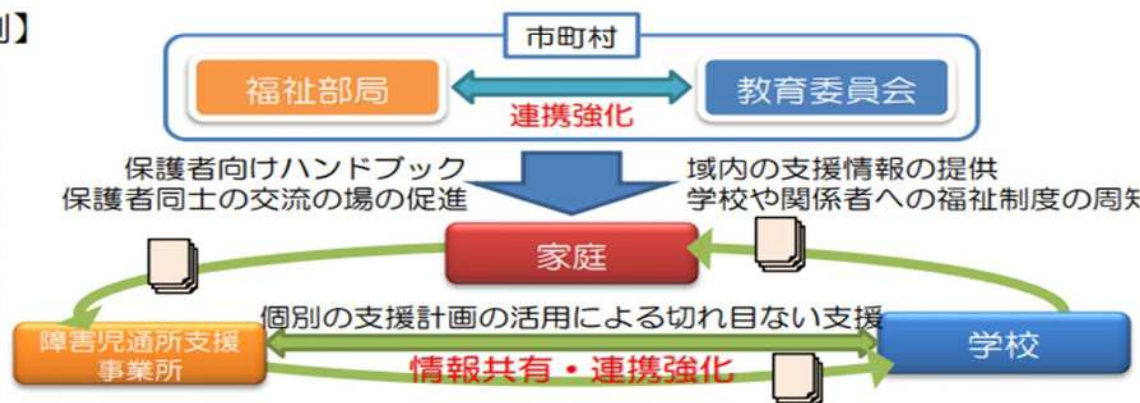 】
市町村
福祉部局
教育委員会
連携強化
保護者向けハンドブック
保護者同士の交流の場の促進
域内の支援情報の提供
学校や関係者への福祉制度の周知
家庭
個別の支援計画の活用による切れ目ない支援
障害児通所支援
事業所
学校
情報共有・連携強化